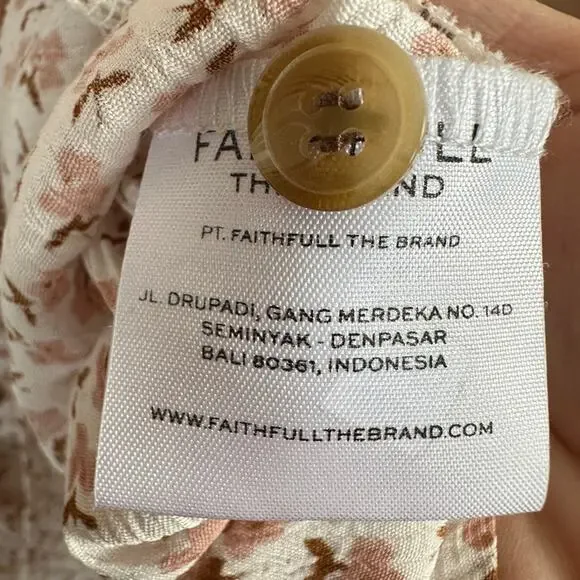 FAITHFULL
THE BRAND
PT. FAITHFULL THE BRAND
JL. DRUPADI, GANG MERDEKA NO. 14D
SEMINYAK - DENPASAR
BALI 80361, INDONESIA
WWW.FAITHFULLTHEBRAND.COM